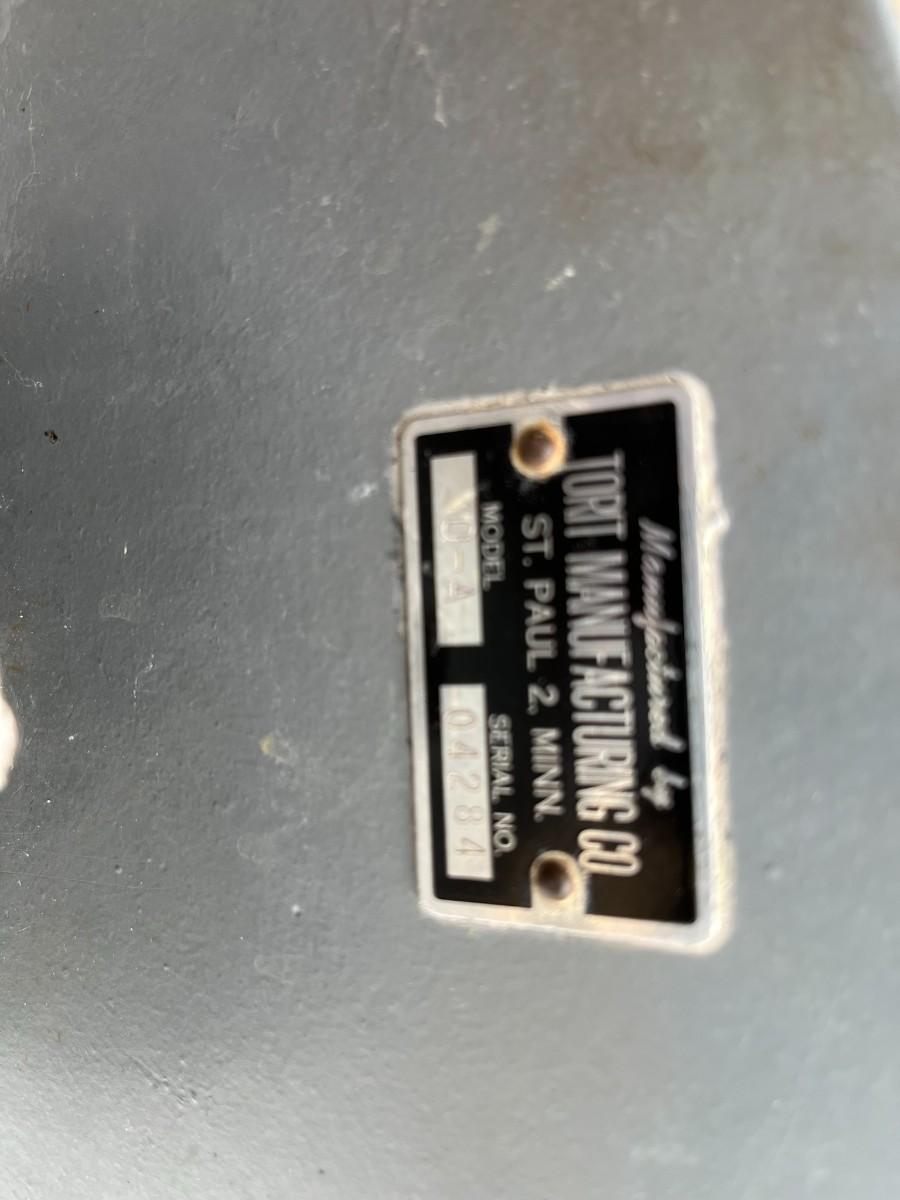 Manufactured by
TORIT MANUFACTURING CO
ST. PAUL 2, MINN.
MODEL SERIAL NO.
04284